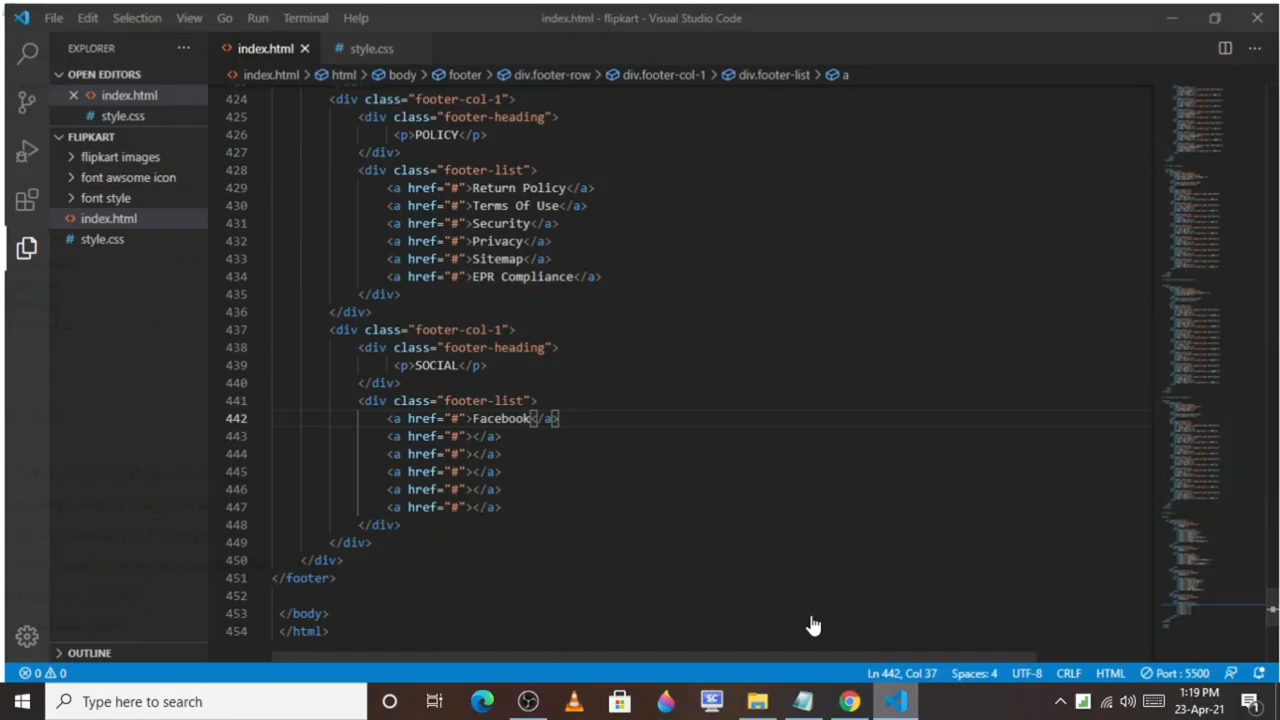 File Edit Selection View Go Run Terminal Help
index.html - flipkart - Visual Studio Code
EXPLORER
index.html
style.css
OPEN EDITORS
index.html
style.css
FLIPKART
flipkart images
font awsome icon
font style
index.html
style.css
OUTLINE
index.html > html > body > footer > div.footer-row > div.footer-col-1 > div.footer-list > a
424 <div class="footer-col-1">
425 <div class="footer-heading">
426 <p>POLICY</p>
427 </div>
428 <div class="footer-list">
429 <a href="#">Return Policy</a>
430 <a href="#">Terms Of Use</a>
431 <a href="#">Security</a>
432 <a href="#">Privacy</a>
433 <a href="#">Sitemap</a>
434 <a href="#">EPR Compliance</a>
435 </div>
436 </div>
437 <div class="footer-col-1">
438 <div class="footer-heading">
439 <p>SOCIAL</p>
440 </div>
441 <div class="footer-list">
442 <a href="#">Facebook</a>
443 <a href="#"></a>
444 <a href="#"></a>
445 <a href="#"></a>
446 <a href="#"></a>
447 <a href="#"></a>
448 </div>
449 </div>
450 </div>
451 </footer>
452
453 </body>
454 </html>
0 0
Ln 442, Col 37 Spaces: 4 UTF-8 CRLF HTML Port : 5500
Type here to search
SC
1:19 PM
23-Apr-21
1